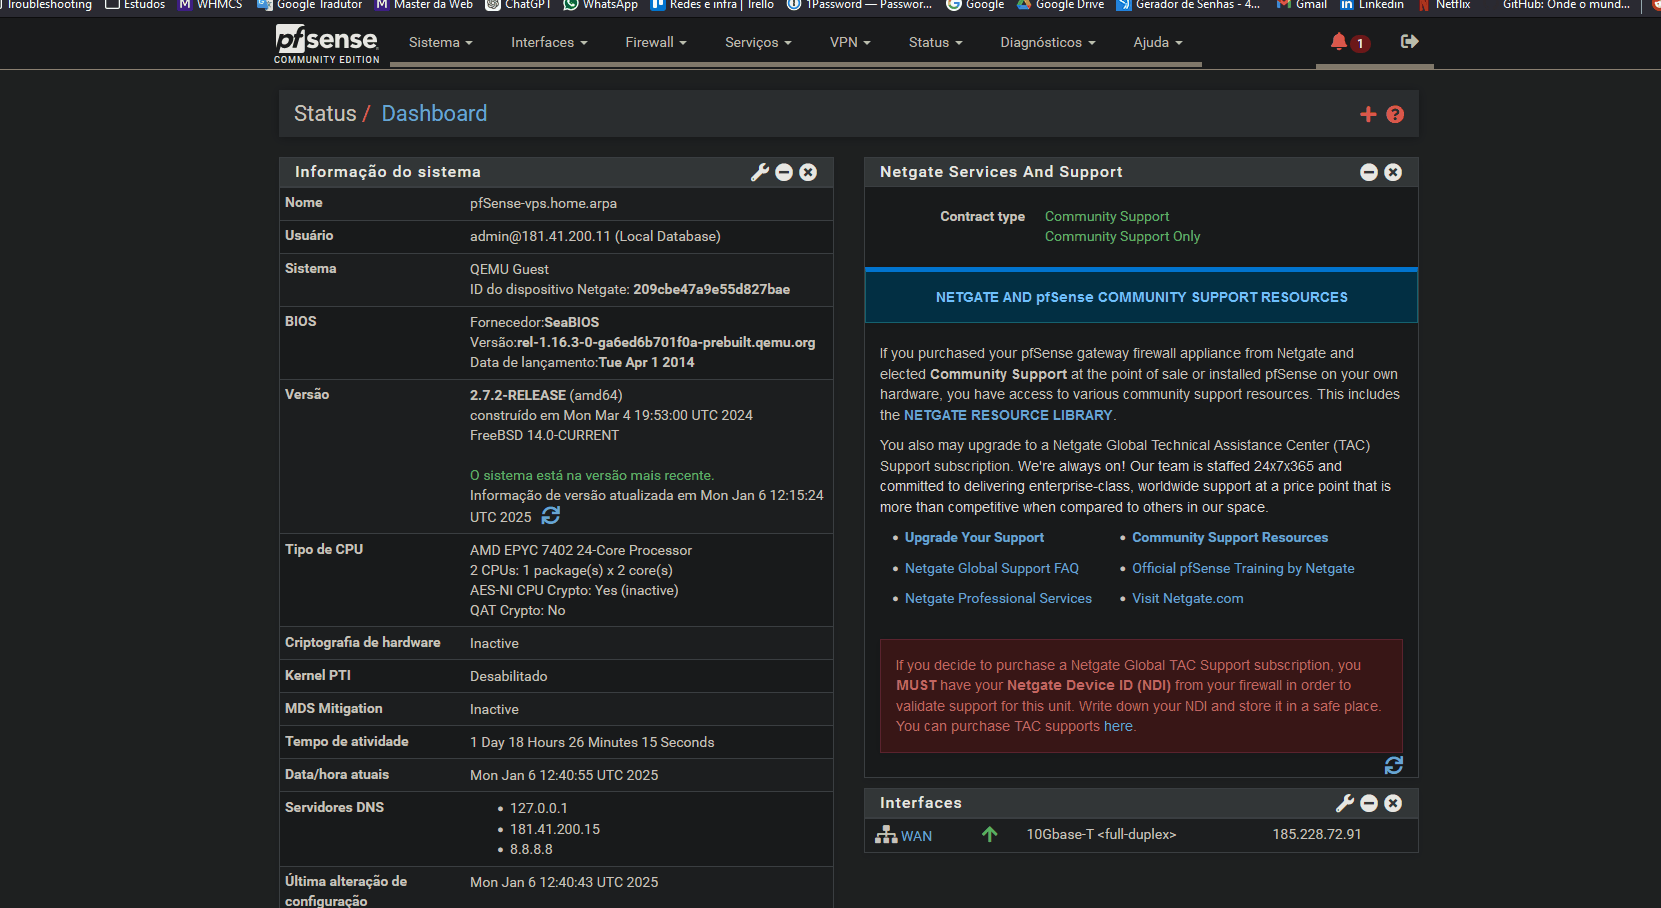 Troubleshooting
Estudos
WHMCS
Google Tradutor
Master da Web
ChatGPT
WhatsApp
Redes e infra | Trello
1Password — Passwor...
Google
Google Drive
Gerador de Senhas - 4...
Gmail
Linkedin
Netflix
GitHub: Onde o mund...
pfsense
COMMUNITY EDITION
Sistema
Interfaces
Firewall
Serviços
VPN
Status
Diagnósticos
Ajuda
1
Status / Dashboard
Informação do sistema
Nome
pfSense-vps.home.arpa
Usuário
admin@181.41.200.11 (Local Database)
Sistema
QEMU Guest
ID do dispositivo Netgate: 209cbe47a9e55d827bae
BIOS
Fornecedor:SeaBIOS
Versão:rel-1.16.3-0-ga6ed6b701f0a-prebuilt.qemu.org
Data de lançamento:Tue Apr 1 2014
Versão
2.7.2-RELEASE (amd64)
construído em Mon Mar 4 19:53:00 UTC 2024
FreeBSD 14.0-CURRENT
O sistema está na versão mais recente.
Informação de versão atualizada em Mon Jan 6 12:15:24
UTC 2025
Tipo de CPU
AMD EPYC 7402 24-Core Processor
2 CPUs: 1 package(s) x 2 core(s)
AES-NI CPU Crypto: Yes (inactive)
QAT Crypto: No
Criptografia de hardware
Inactive
Kernel PTI
Desabilitado
MDS Mitigation
Inactive
Tempo de atividade
1 Day 18 Hours 26 Minutes 15 Seconds
Data/hora atuais
Mon Jan 6 12:40:55 UTC 2025
Servidores DNS
127.0.0.1
181.41.200.15
8.8.8.8
Última alteração de
configuração
Mon Jan 6 12:40:43 UTC 2025
Netgate Services And Support
Contract type
Community Support
Community Support Only
NETGATE AND pfSense COMMUNITY SUPPORT RESOURCES
If you purchased your pfSense gateway firewall appliance from Netgate and
elected Community Support at the point of sale or installed pfSense on your own
hardware, you have access to various community support resources. This includes
the NETGATE RESOURCE LIBRARY.
You also may upgrade to a Netgate Global Technical Assistance Center (TAC)
Support subscription. We're always on! Our team is staffed 24x7x365 and
committed to delivering enterprise-class, worldwide support at a price point that is
more than competitive when compared to others in our space.
Upgrade Your Support
Community Support Resources
Netgate Global Support FAQ
Official pfSense Training by Netgate
Netgate Professional Services
Visit Netgate.com
If you decide to purchase a Netgate Global TAC Support subscription, you
MUST have your Netgate Device ID (NDI) from your firewall in order to
validate support for this unit. Write down your NDI and store it in a safe place.
You can purchase TAC supports here.
Interfaces
WAN
10Gbase-T <full-duplex>
185.228.72.91